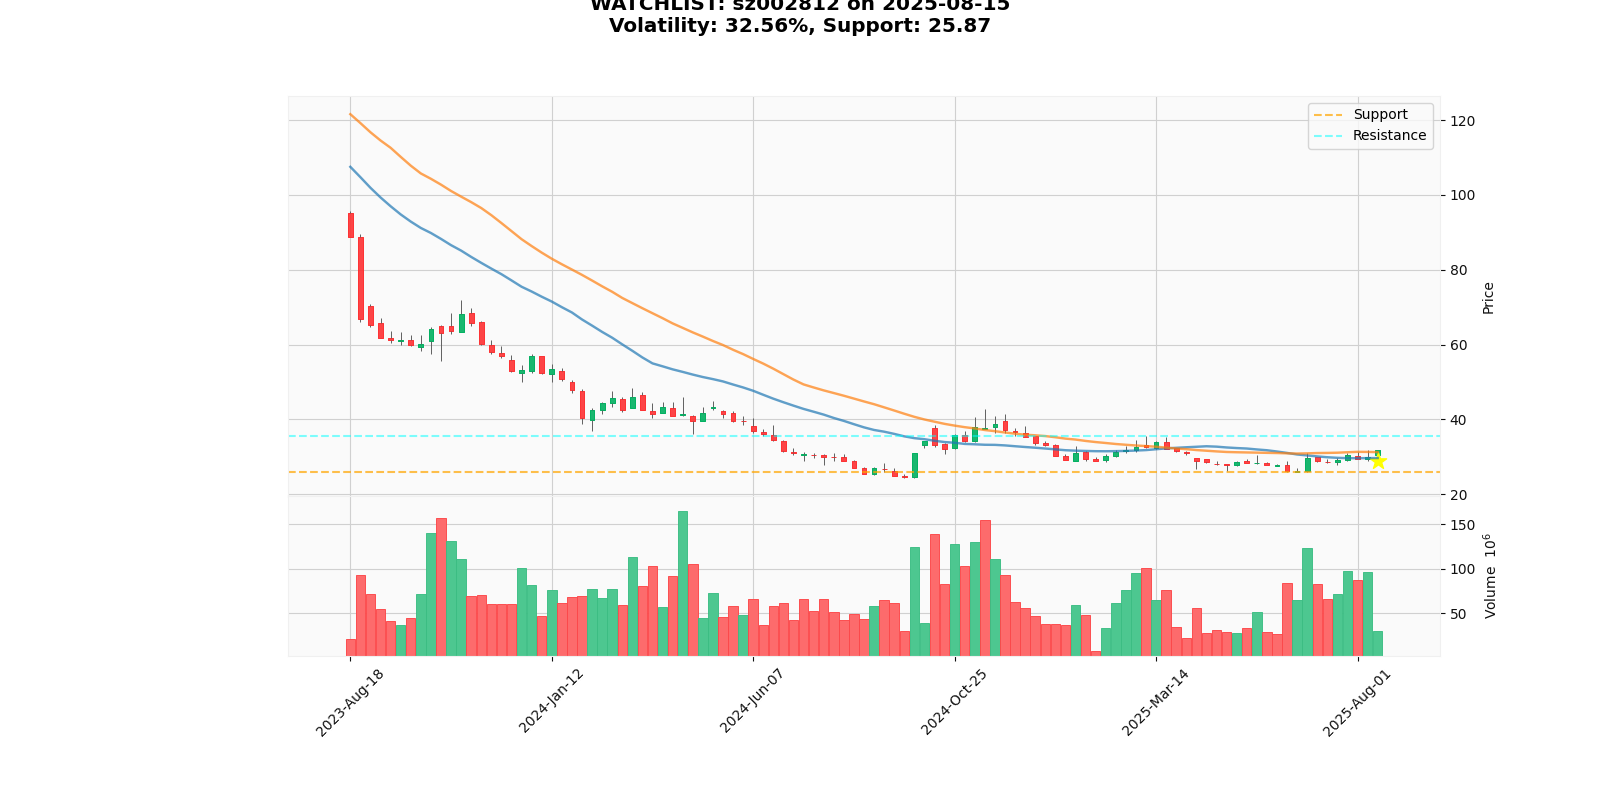 WATCHLIST: sz002812 on 2025-08-15
Volatility: 32.56%, Support: 25.87
Support
Resistance
120
100
80
60
40
20
Price
150
100
50
Volume 10⁶
2023-Aug-18
2024-Jan-12
2024-Jun-07
2024-Oct-25
2025-Mar-14
2025-Aug-01